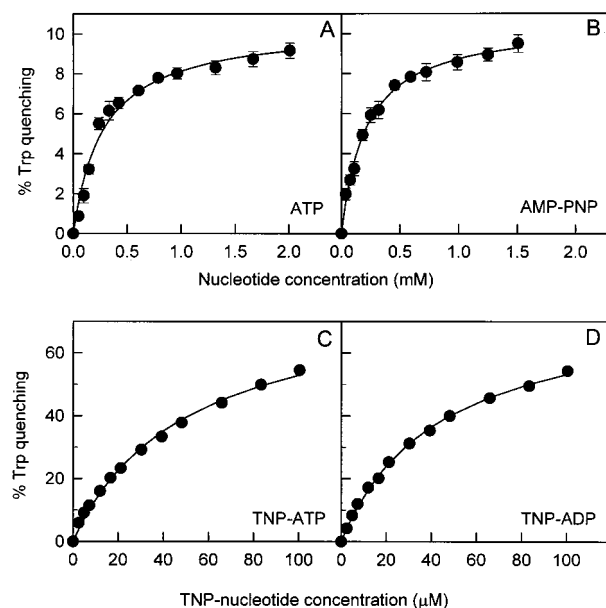 A
B
% Trp quenching
10
8
6
4
2
0
ATP
AMP-PNP
0.0 0.5 1.0 1.5 2.0 0.0 0.5 1.0 1.5 2.0
Nucleotide concentration (mM)
C
D
% Trp quenching
60
40
20
0
TNP-ATP
TNP-ADP
0 20 40 60 80 100 0 20 40 60 80 100
TNP-nucleotide concentration (μM)